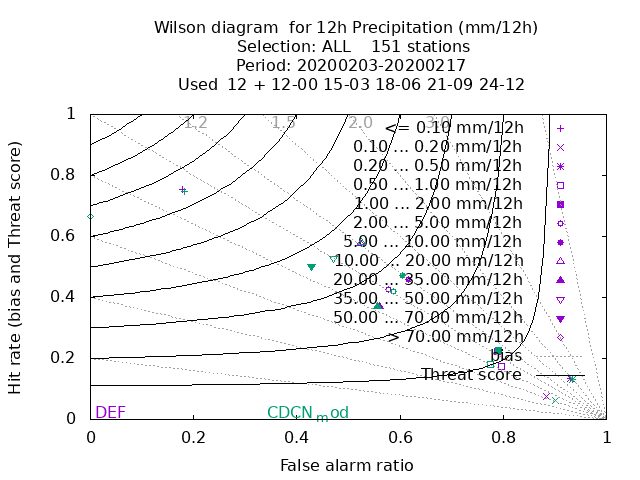 Wilson diagram  for 12h Precipitation (mm/12h)
Selection: ALL    151 stations
Period: 20200203-20200217
Used  12 + 12-00 15-03 18-06 21-09 24-12
1.2 1.5 2.0 3.0
<= 0.10 mm/12h
0.10 ... 0.20 mm/12h
0.20 ... 0.50 mm/12h
0.50 ... 1.00 mm/12h
1.00 ... 2.00 mm/12h
2.00 ... 5.00 mm/12h
5.00 ... 10.00 mm/12h
10.00 ... 20.00 mm/12h
20.00 ... 35.00 mm/12h
35.00 ... 50.00 mm/12h
50.00 ... 70.00 mm/12h
> 70.00 mm/12h
bias
Threat score
1
0.8
0.6
0.4
0.2
0
Hit rate (bias and Threat score)
DEF CDCN_mod
0 0.2 0.4 0.6 0.8 1
False alarm ratio